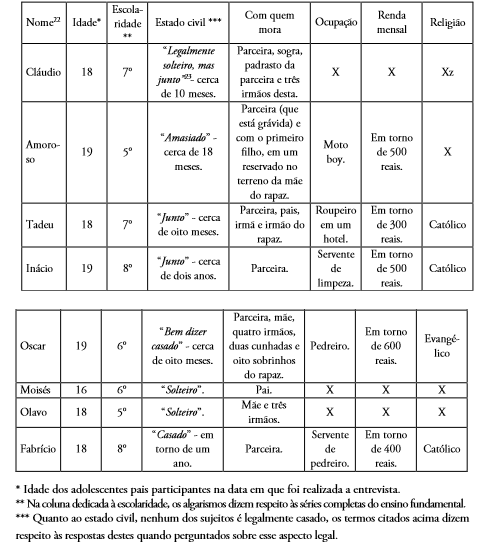 Nome²² Idade* Escola-ridade ** Estado civil *** Com quem mora Ocupação Renda mensal Religião
Cláudio 18 7º "Legalmente solteiro, mas junto"²³- cerca de 10 meses. Parceira, sogra, padrasto da parceira e três irmãos desta. X X Xz
Amoro-so 19 5º "Amasiado" - cerca de 18 meses. Parceira (que está grávida) e com o primeiro filho, em um reservado no terreno da mãe do rapaz. Moto boy. Em torno de 500 reais. X
Tadeu 18 7º "Junto" - cerca de oito meses. Parceira, pais, irmã e irmão do rapaz. Roupeiro em um hotel. Em torno de 300 reais. Católico
Inácio 19 8º "Junto" - cerca de dois anos. Parceira. Servente de limpeza. Em torno de 500 reais. Católico
Oscar 19 6º "Bem dizer casado" - cerca de oito meses. Parceira, mãe, quatro irmãos, duas cunhadas e oito sobrinhos do rapaz. Pedreiro. Em torno de 600 reais. Evangé-lico
Moisés 16 6º "Solteiro". Pai. X X X
Olavo 18 5º "Solteiro". Mãe e três irmãos. X X X
Fabrício 18 8º "Casado" - em torno de um ano. Parceira. Servente de pedreiro. Em torno de 400 reais. Católico
* Idade dos adolescentes pais participantes na data em que foi realizada a entrevista.
** Na coluna dedicada à escolaridade, os algarismos dizem respeito às séries completas do ensino fundamental.
*** Quanto ao estado civil, nenhum dos sujeitos é legalmente casado, os termos citados acima dizem
respeito às respostas destes quando perguntados sobre esse aspecto legal.